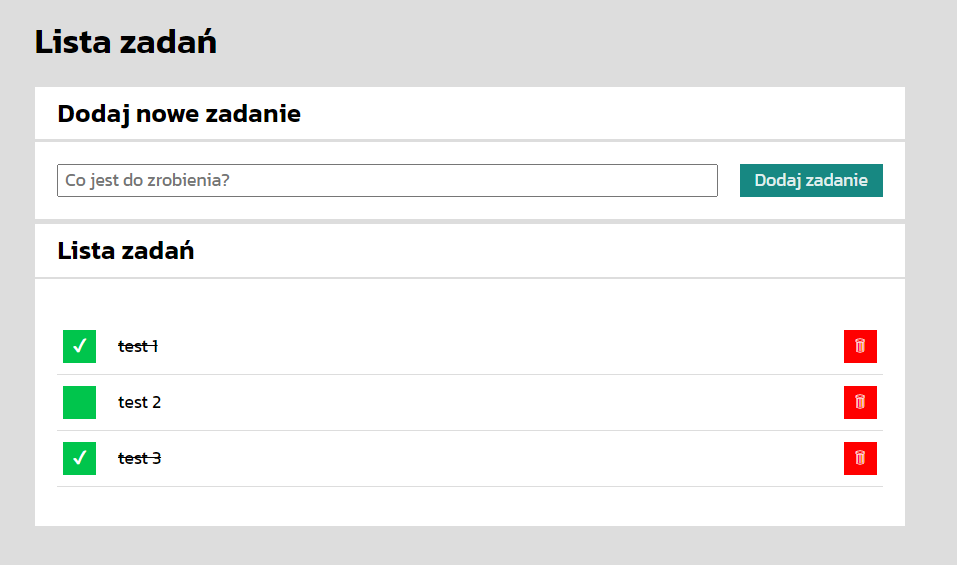 Lista zadań
Dodaj nowe zadanie
Co jest do zrobienia?
Dodaj zadanie
Lista zadań
test 1
test 2
test 3